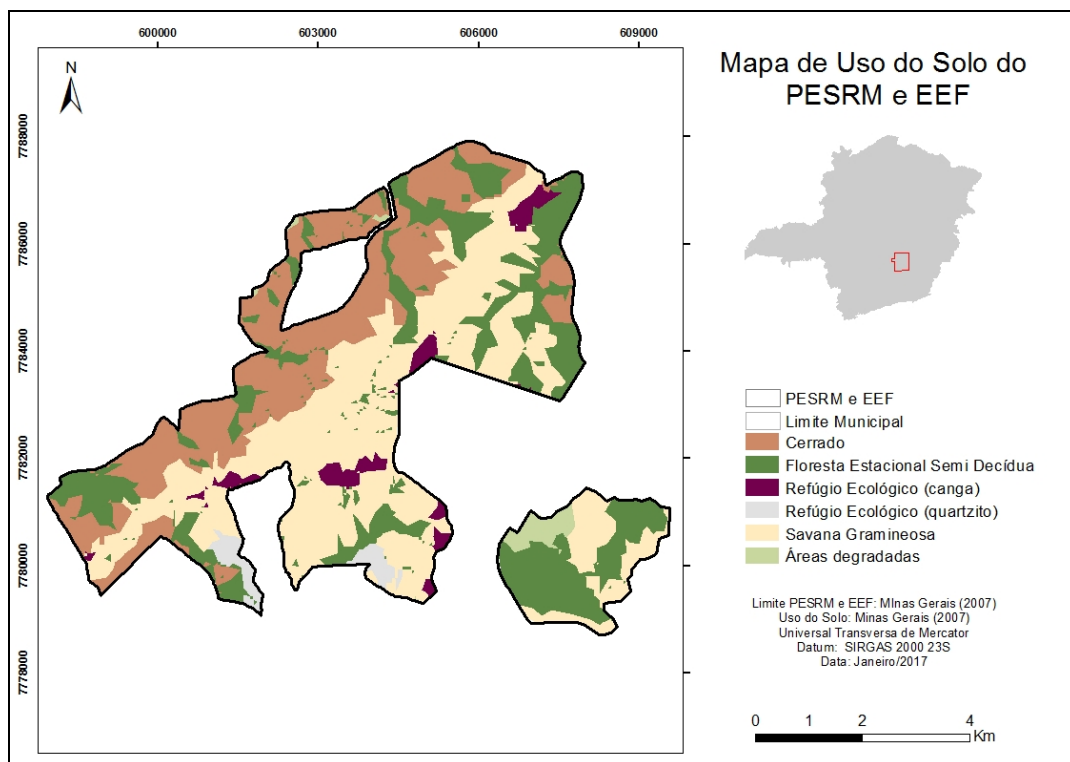 600000 603000 606000 609000
N
7788000
7786000
7784000
7782000
7780000
7778000
Mapa de Uso do Solo do
PESRM e EEF
PESRM e EEF
Limite Municipal
Cerrado
Floresta Estacional Semi Decídua
Refúgio Ecológico (canga)
Refúgio Ecológico (quartzito)
Savana Gramineosa
Áreas degradadas
Limite PESRM e EEF: MInas Gerais (2007)
Uso do Solo: Minas Gerais (2007)
Universal Transversa de Mercator
Datum: SIRGAS 2000 23S
Data: Janeiro/2017
0 1 2 4
Km